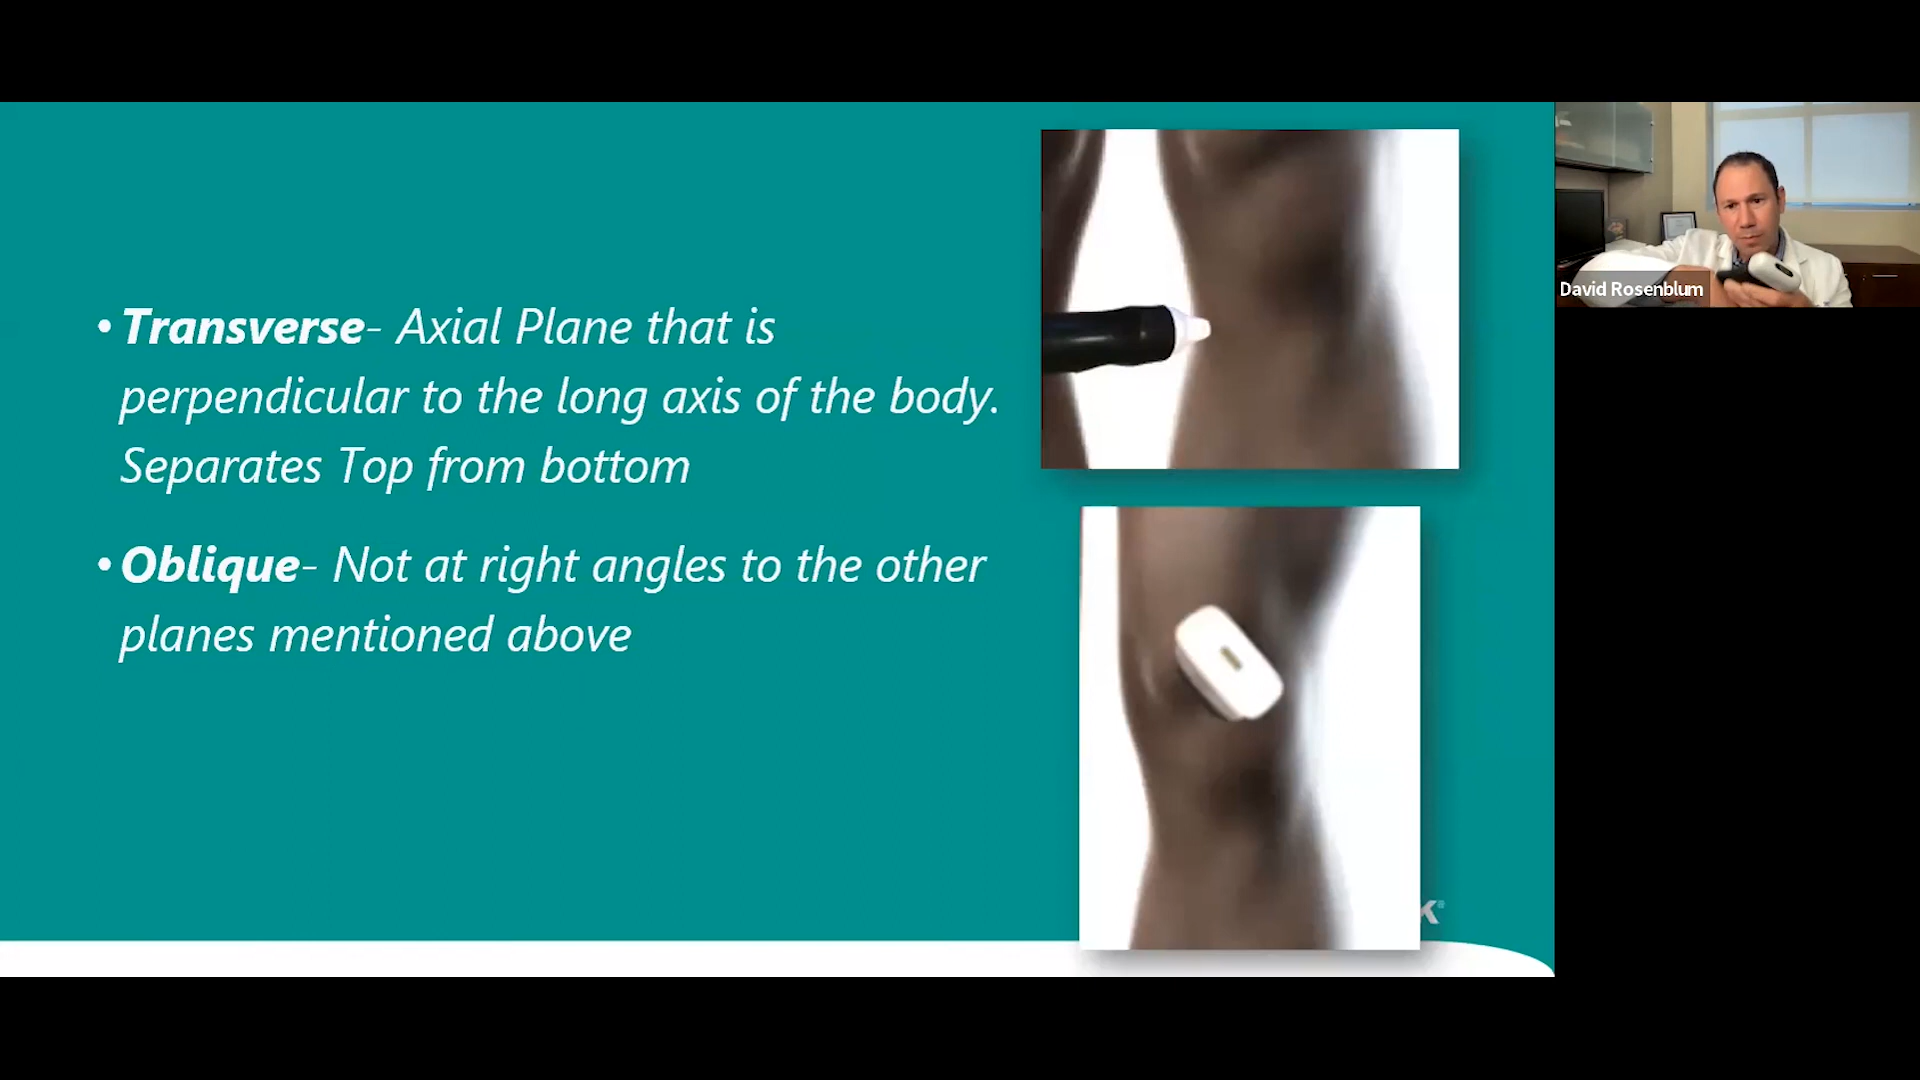 • Transverse- Axial Plane that is
perpendicular to the long axis of the body.
Separates Top from bottom
• Oblique- Not at right angles to the other
planes mentioned above
David Rosenblum
K®